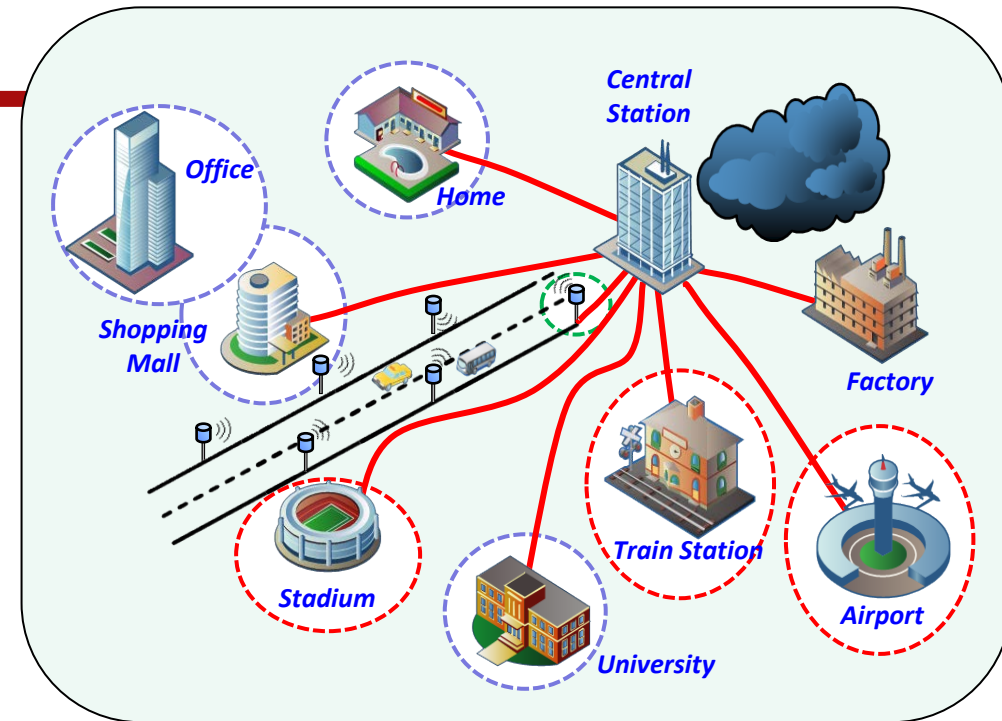 Central
Station
Office
Home
Shopping
Mall
Factory
Train Station
Stadium
Airport
University